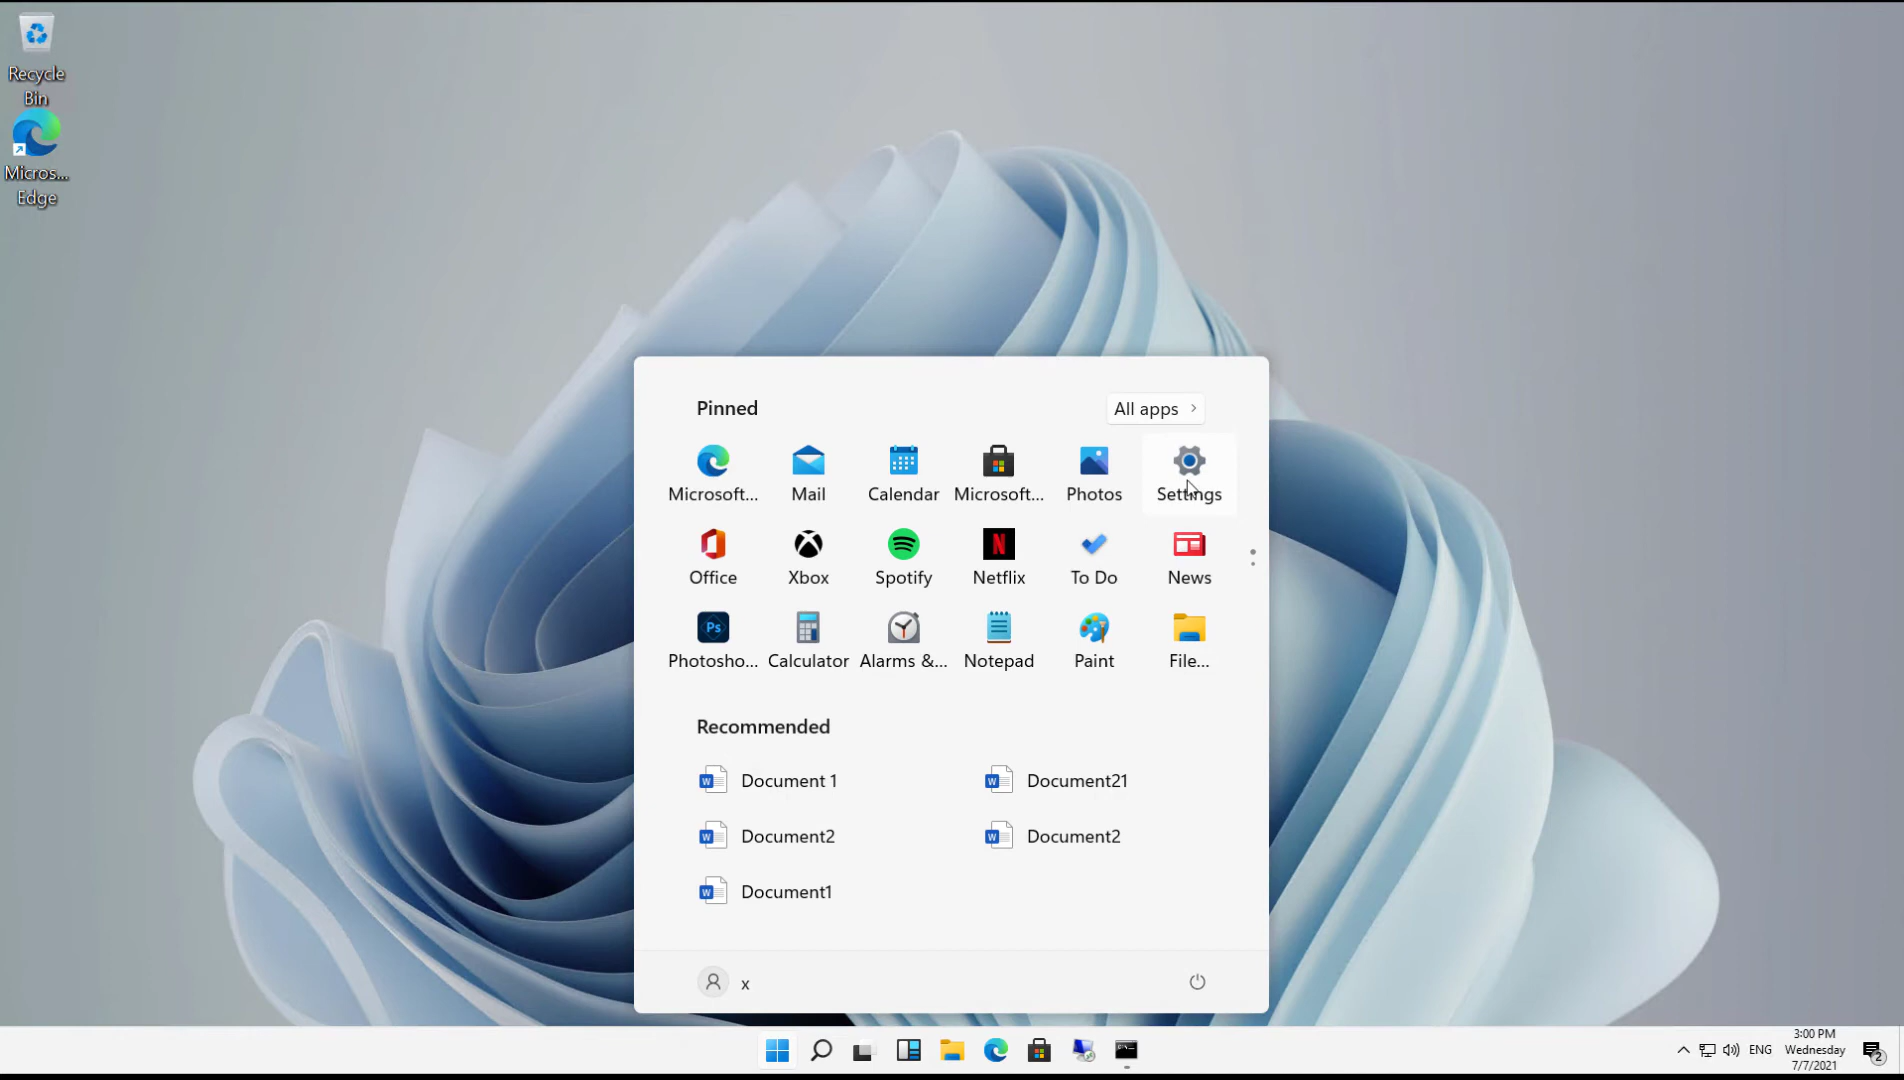 Recycle
Bin
Micros...
Edge
Pinned
All apps
Microsoft...
Mail
Calendar
Microsoft...
Photos
Settings
Office
Xbox
Spotify
Netflix
To Do
News
Photosho...
Calculator
Alarms &...
Notepad
Paint
File...
Recommended
Document 1
Document21
Document2
Document2
Document1
x
ENG
3:00 PM
Wednesday
7/7/2021
2